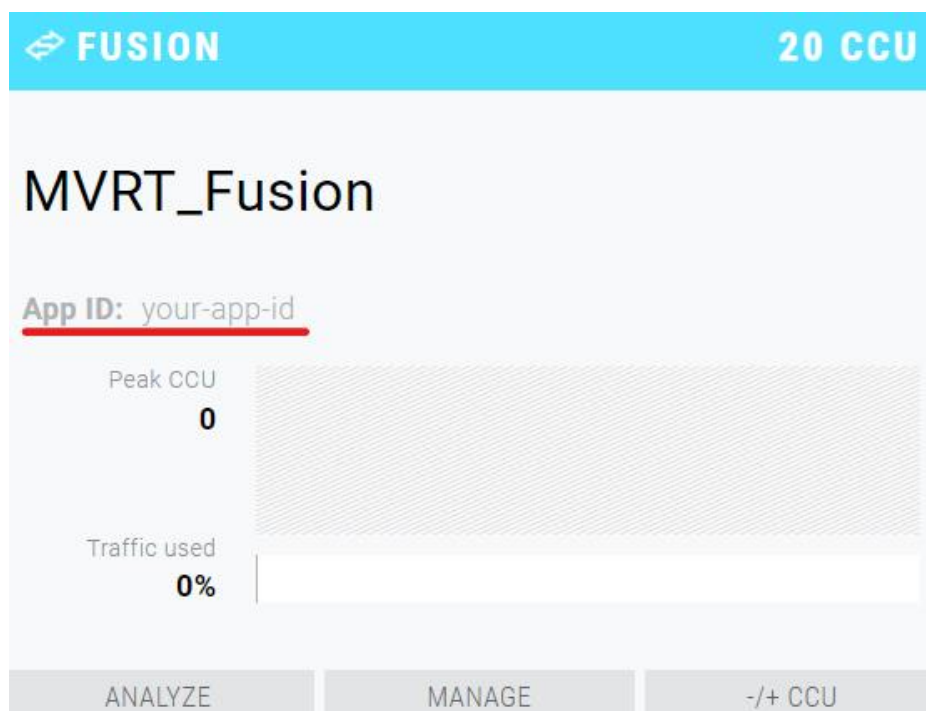 FUSION 20 CCU
MVRT_Fusion
App ID: your-app-id
Peak CCU
0
Traffic used
0%
ANALYZE MANAGE -/+ CCU